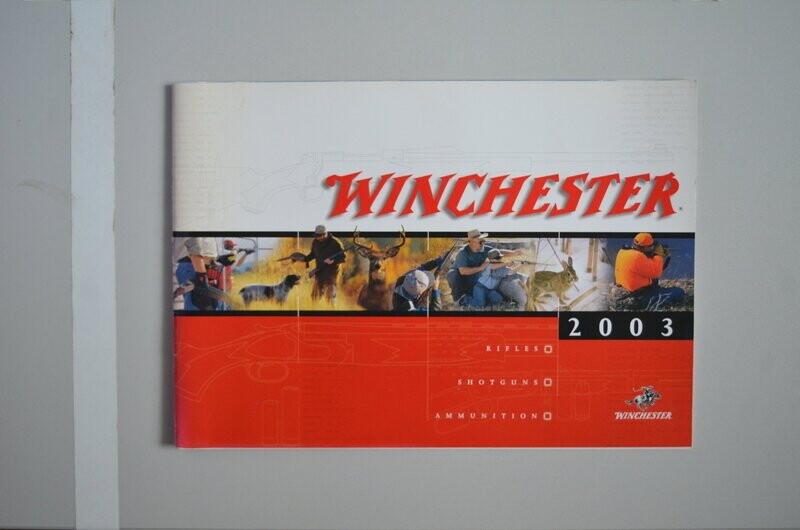 WINCHESTER
2003
RIFLES
SHOTGUNS
AMMUNITION
WINCHESTER